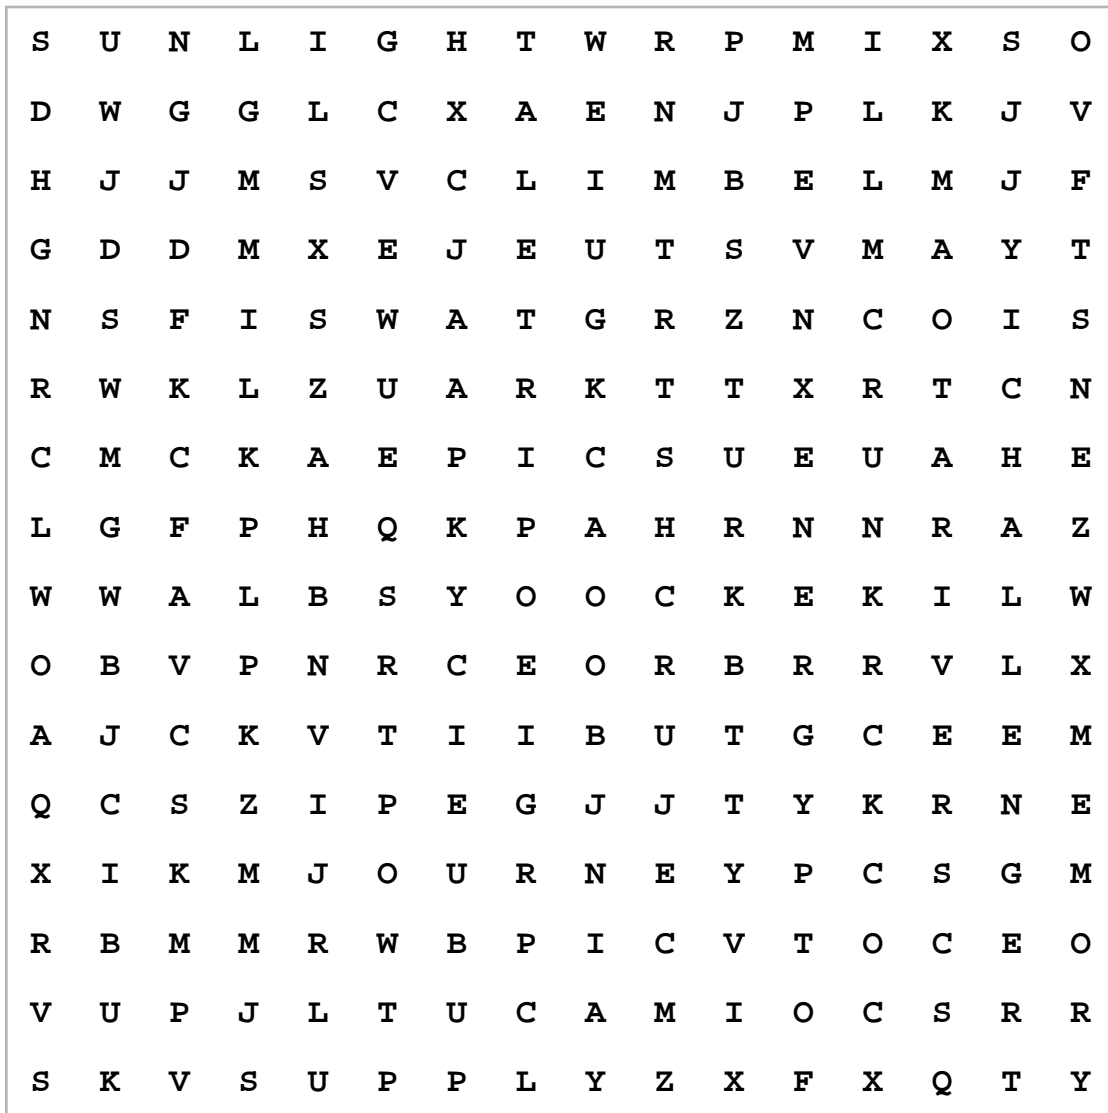 S U N L I G H T W R P M I X S O
D W G G L C X A E N J P L K J V
H J J M S V C L I M B E L M J F
G D D M X E J E U T S V M A Y T
N S F I S W A T G R Z N C O I S
R W K L Z U A R K T T X R T C N
C M C K A E P I C S U E U A H E
L G F P H Q K P A H R N N R A Z
W W A L B S Y O O C K E K I L W
O B V P N R C E O R B R R V L X
A J C K V T I I B U T G C E E M
Q C S Z I P E G J J T Y K R N E
X I K M J O U R N E Y P C S G M
R B M M R W B P I C V T O C E O
V U P J L T U C A M I O C S R R
S K V S U P P L Y Z X F X Q T Y